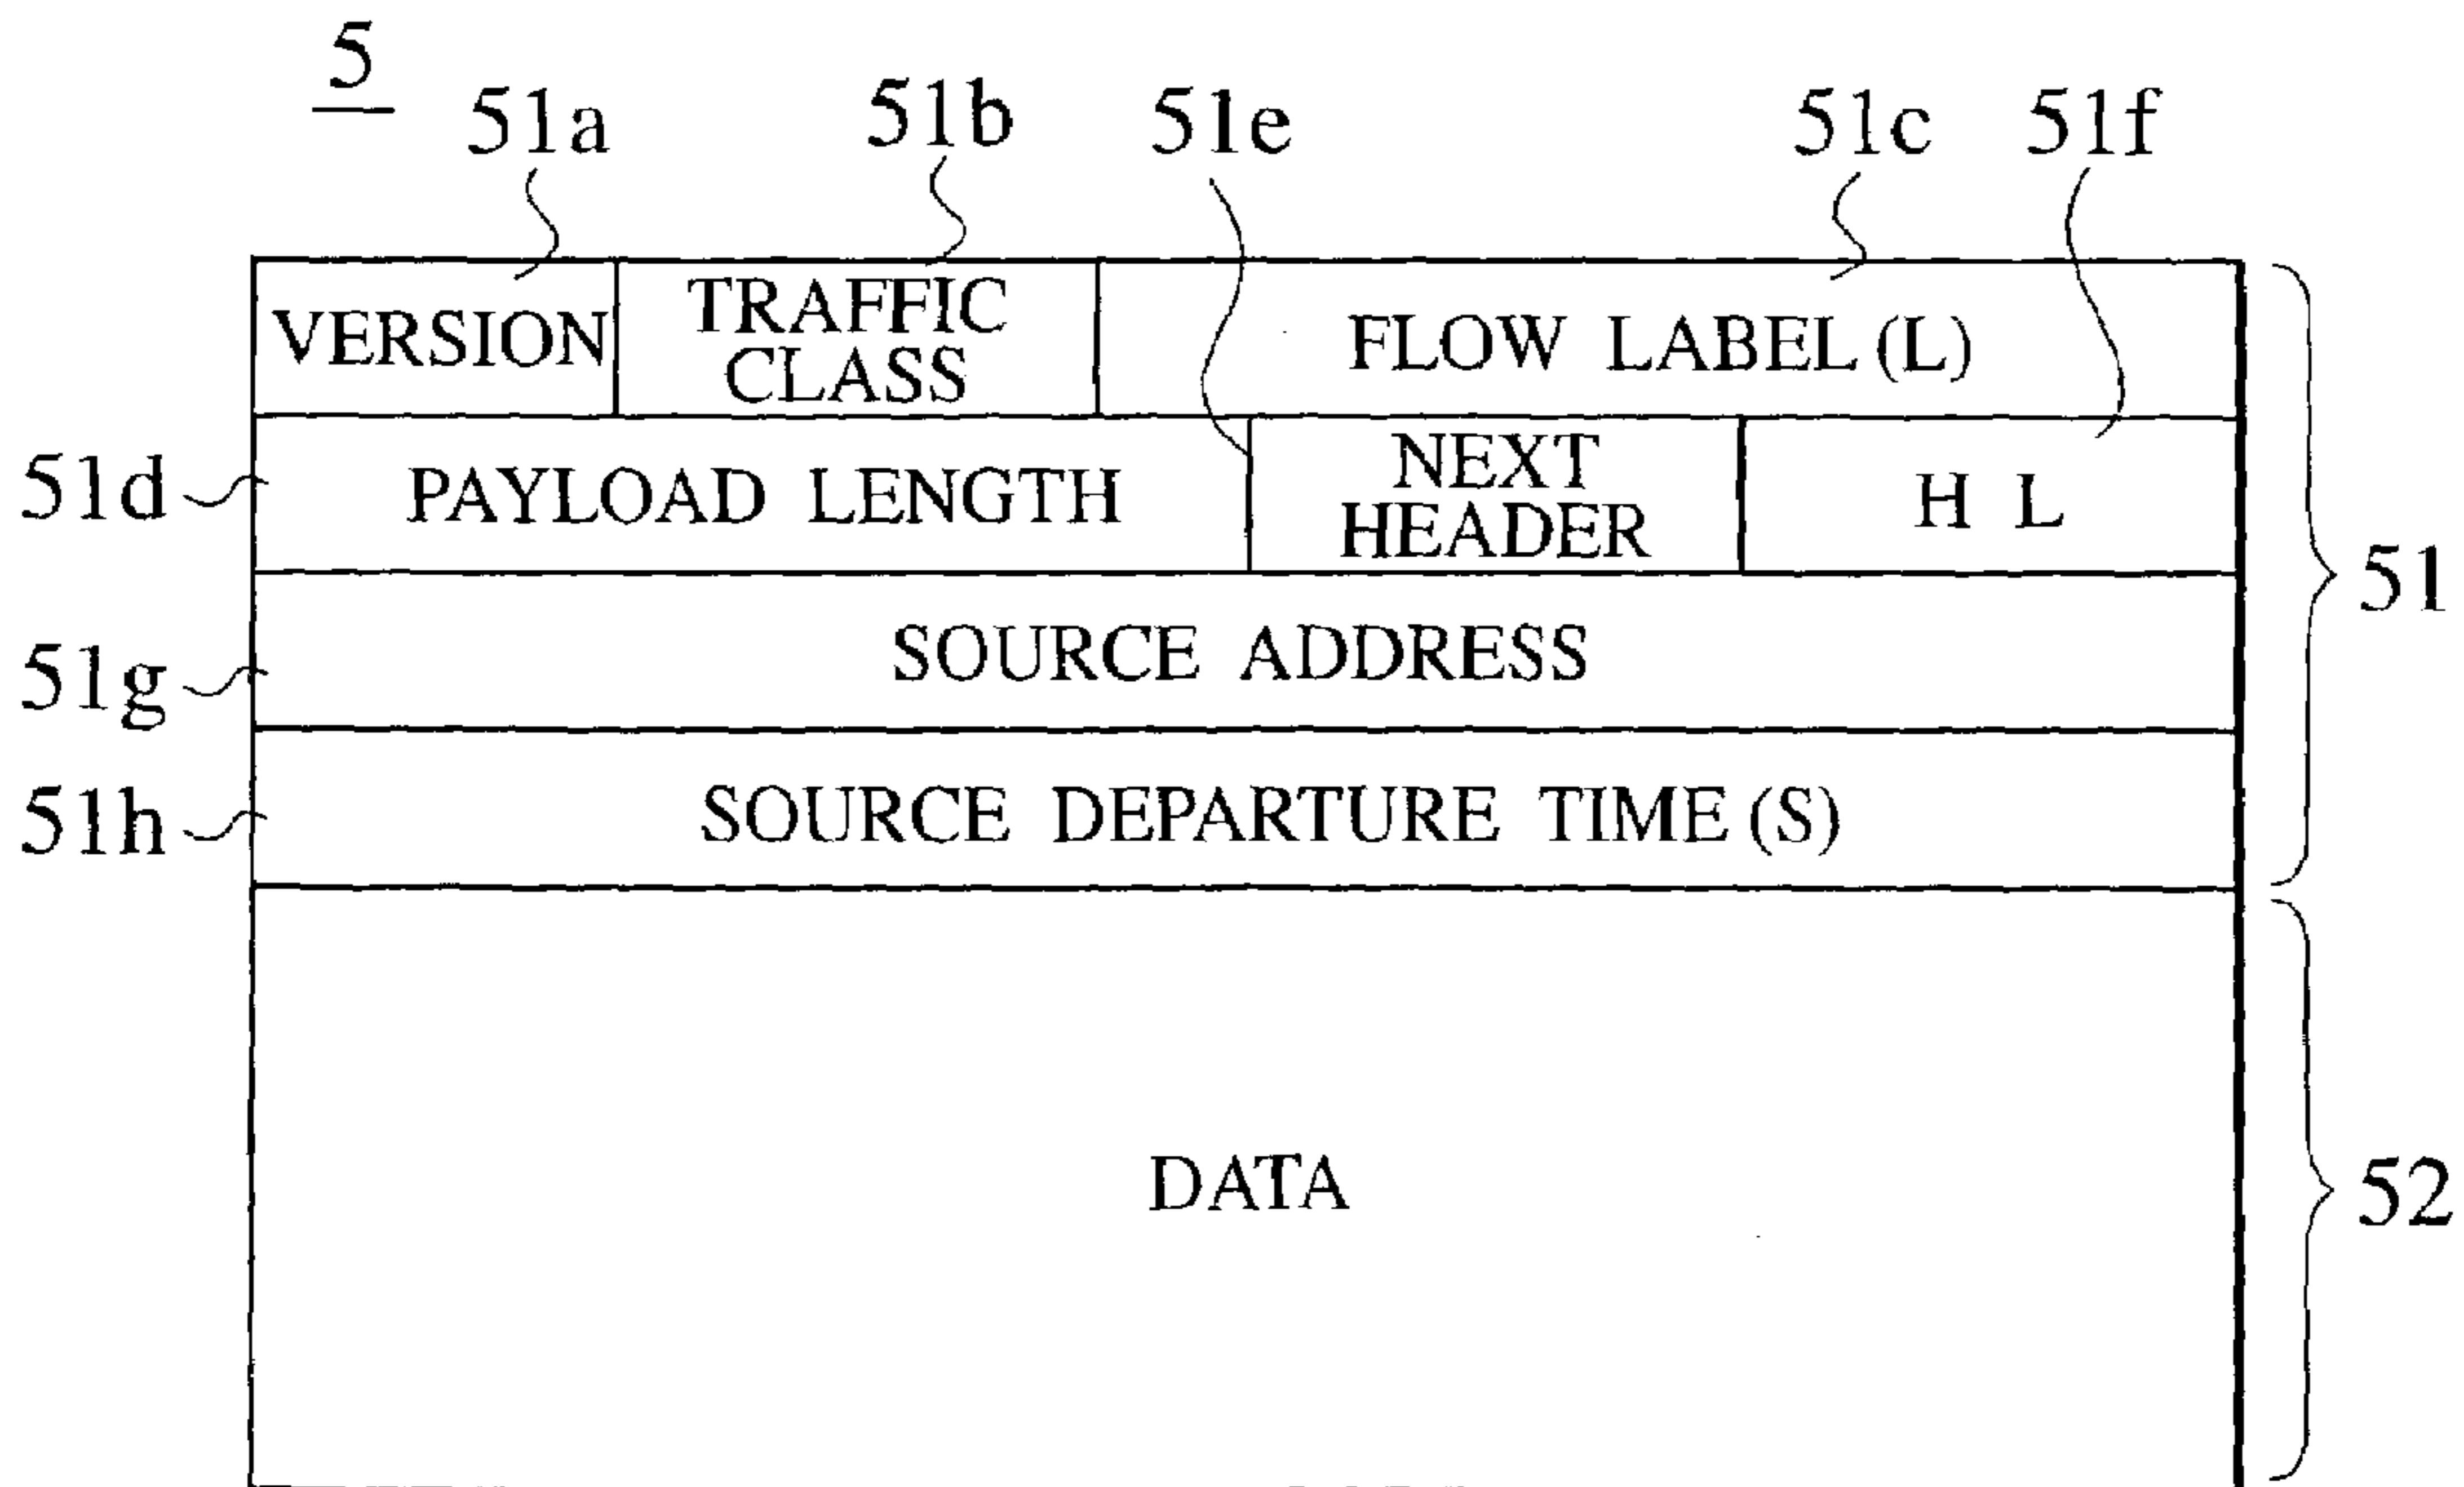 5
51a 51b 51e 51c 51f
VERSION
TRAFFIC
CLASS
FLOW LABEL (L)
51d
PAYLOAD LENGTH
NEXT
HEADER
H L
51
51g
SOURCE ADDRESS
51h
SOURCE DEPARTURE TIME (S)
DATA
52